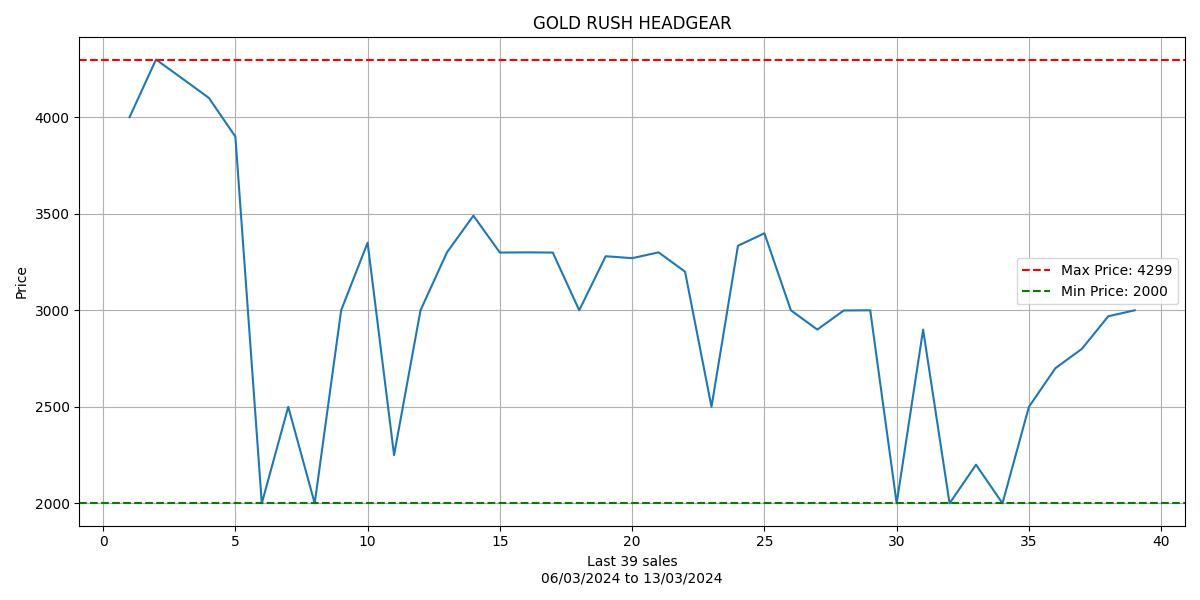 GOLD RUSH HEADGEAR
Price
4000
3500
3000
2500
2000
Max Price: 4299
Min Price: 2000
0 5 10 15 20 25 30 35 40
Last 39 sales
06/03/2024 to 13/03/2024